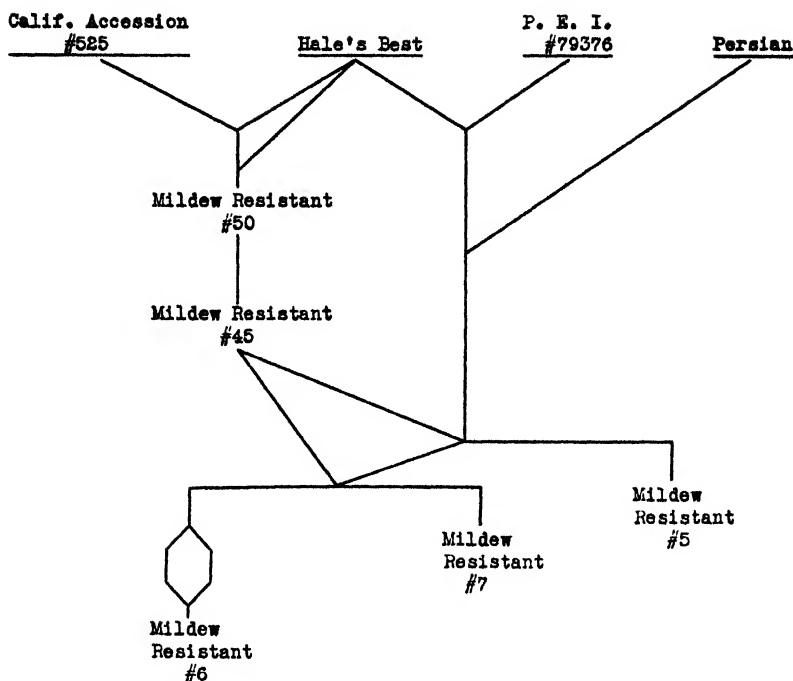 Calif. Accession
#525
Hale's Best
P. E. I.
#79376
Persian
Mildew Resistant
#50
Mildew Resistant
#45
Mildew
Resistant
#5
Mildew
Resistant
#7
Mildew
Resistant
#6